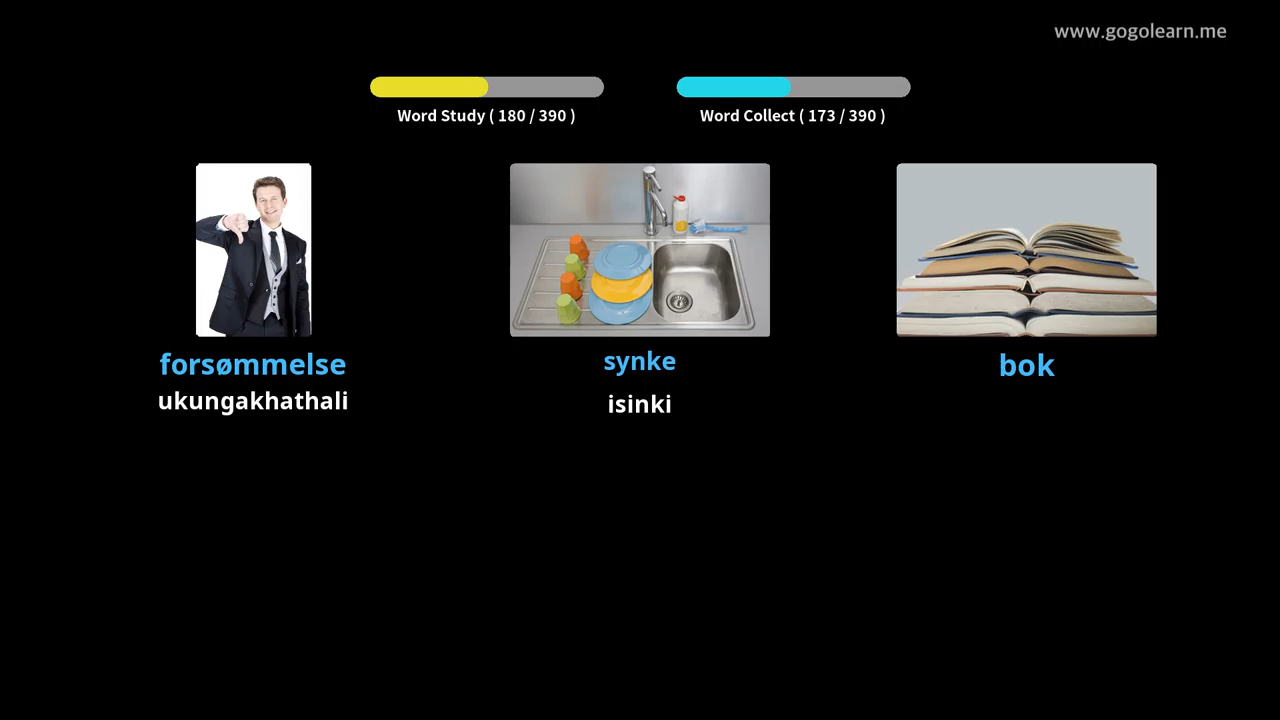 www.gogolearn.me
Word Study ( 180 / 390 )
Word Collect ( 173 / 390 )
forsømmelse
ukungakhathali
synke
isinki
bok